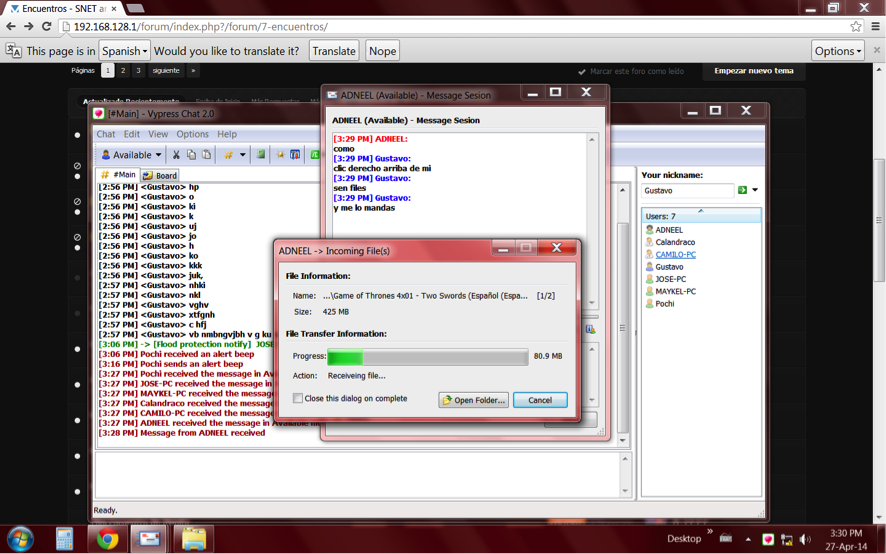 Encuentros - SNET ar
192.168.128.1/forum/index.php?/forum/7-encuentros/
This page is in Spanish Would you like to translate it? Translate Nope Options
Páginas 1 2 3 siguiente »
Marcar este foro como leído Empezar nuevo tema
Actualizado Recientemente
[#Main] - Vypress Chat 2.0
Chat Edit View Options Help
Available
#Main Board
[2:56 PM] <Gustavo> hp
[2:56 PM] <Gustavo> o
[2:56 PM] <Gustavo> ki
[2:56 PM] <Gustavo> k
[2:56 PM] <Gustavo> uj
[2:56 PM] <Gustavo> jo
[2:56 PM] <Gustavo> h
[2:56 PM] <Gustavo> ko
[2:56 PM] <Gustavo> kkk
[2:56 PM] <Gustavo> juk,
[2:57 PM] <Gustavo> nhki
[2:57 PM] <Gustavo> nkl
[2:57 PM] <Gustavo> vghv
[2:57 PM] <Gustavo> xtfgnh
[2:57 PM] <Gustavo> c hfj
[2:57 PM] <Gustavo> vb nmbngvjbh v g ku
[3:06 PM] -> [Flood protection notify] JOSE
[3:06 PM] Pochi received an alert beep
[3:16 PM] Pochi sends an alert beep
[3:27 PM] Pochi received the message in Av
[3:27 PM] JOSE-PC received the message in
[3:27 PM] MAYKEL-PC received the message
[3:27 PM] Calandraco received the message
[3:27 PM] CAMILO-PC received the message
[3:27 PM] ADNEEL received the message in Available m
[3:28 PM] Message from ADNEEL received
Ready.
ADNEEL (Available) - Message Sesion
ADNEEL (Available) - Message Sesion
[3:29 PM] ADNEEL:
como
[3:29 PM] Gustavo:
clic derecho arriba de mi
[3:29 PM] Gustavo:
sen files
[3:29 PM] Gustavo:
y me lo mandas
ADNEEL -> Incoming File(s)
File Information:
Name: ...\Game of Thrones 4x01 - Two Swords (Español (Espa... [1/2]
Size: 425 MB
File Transfer Information:
Progress: 80.9 MB
Action: Receiveing file...
Close this dialog on complete Open Folder... Cancel
Your nickname:
Gustavo
Users: 7
ADNEEL
Calandraco
CAMILO-PC
Gustavo
JOSE-PC
MAYKEL-PC
Pochi
Desktop
3:30 PM
27-Apr-14